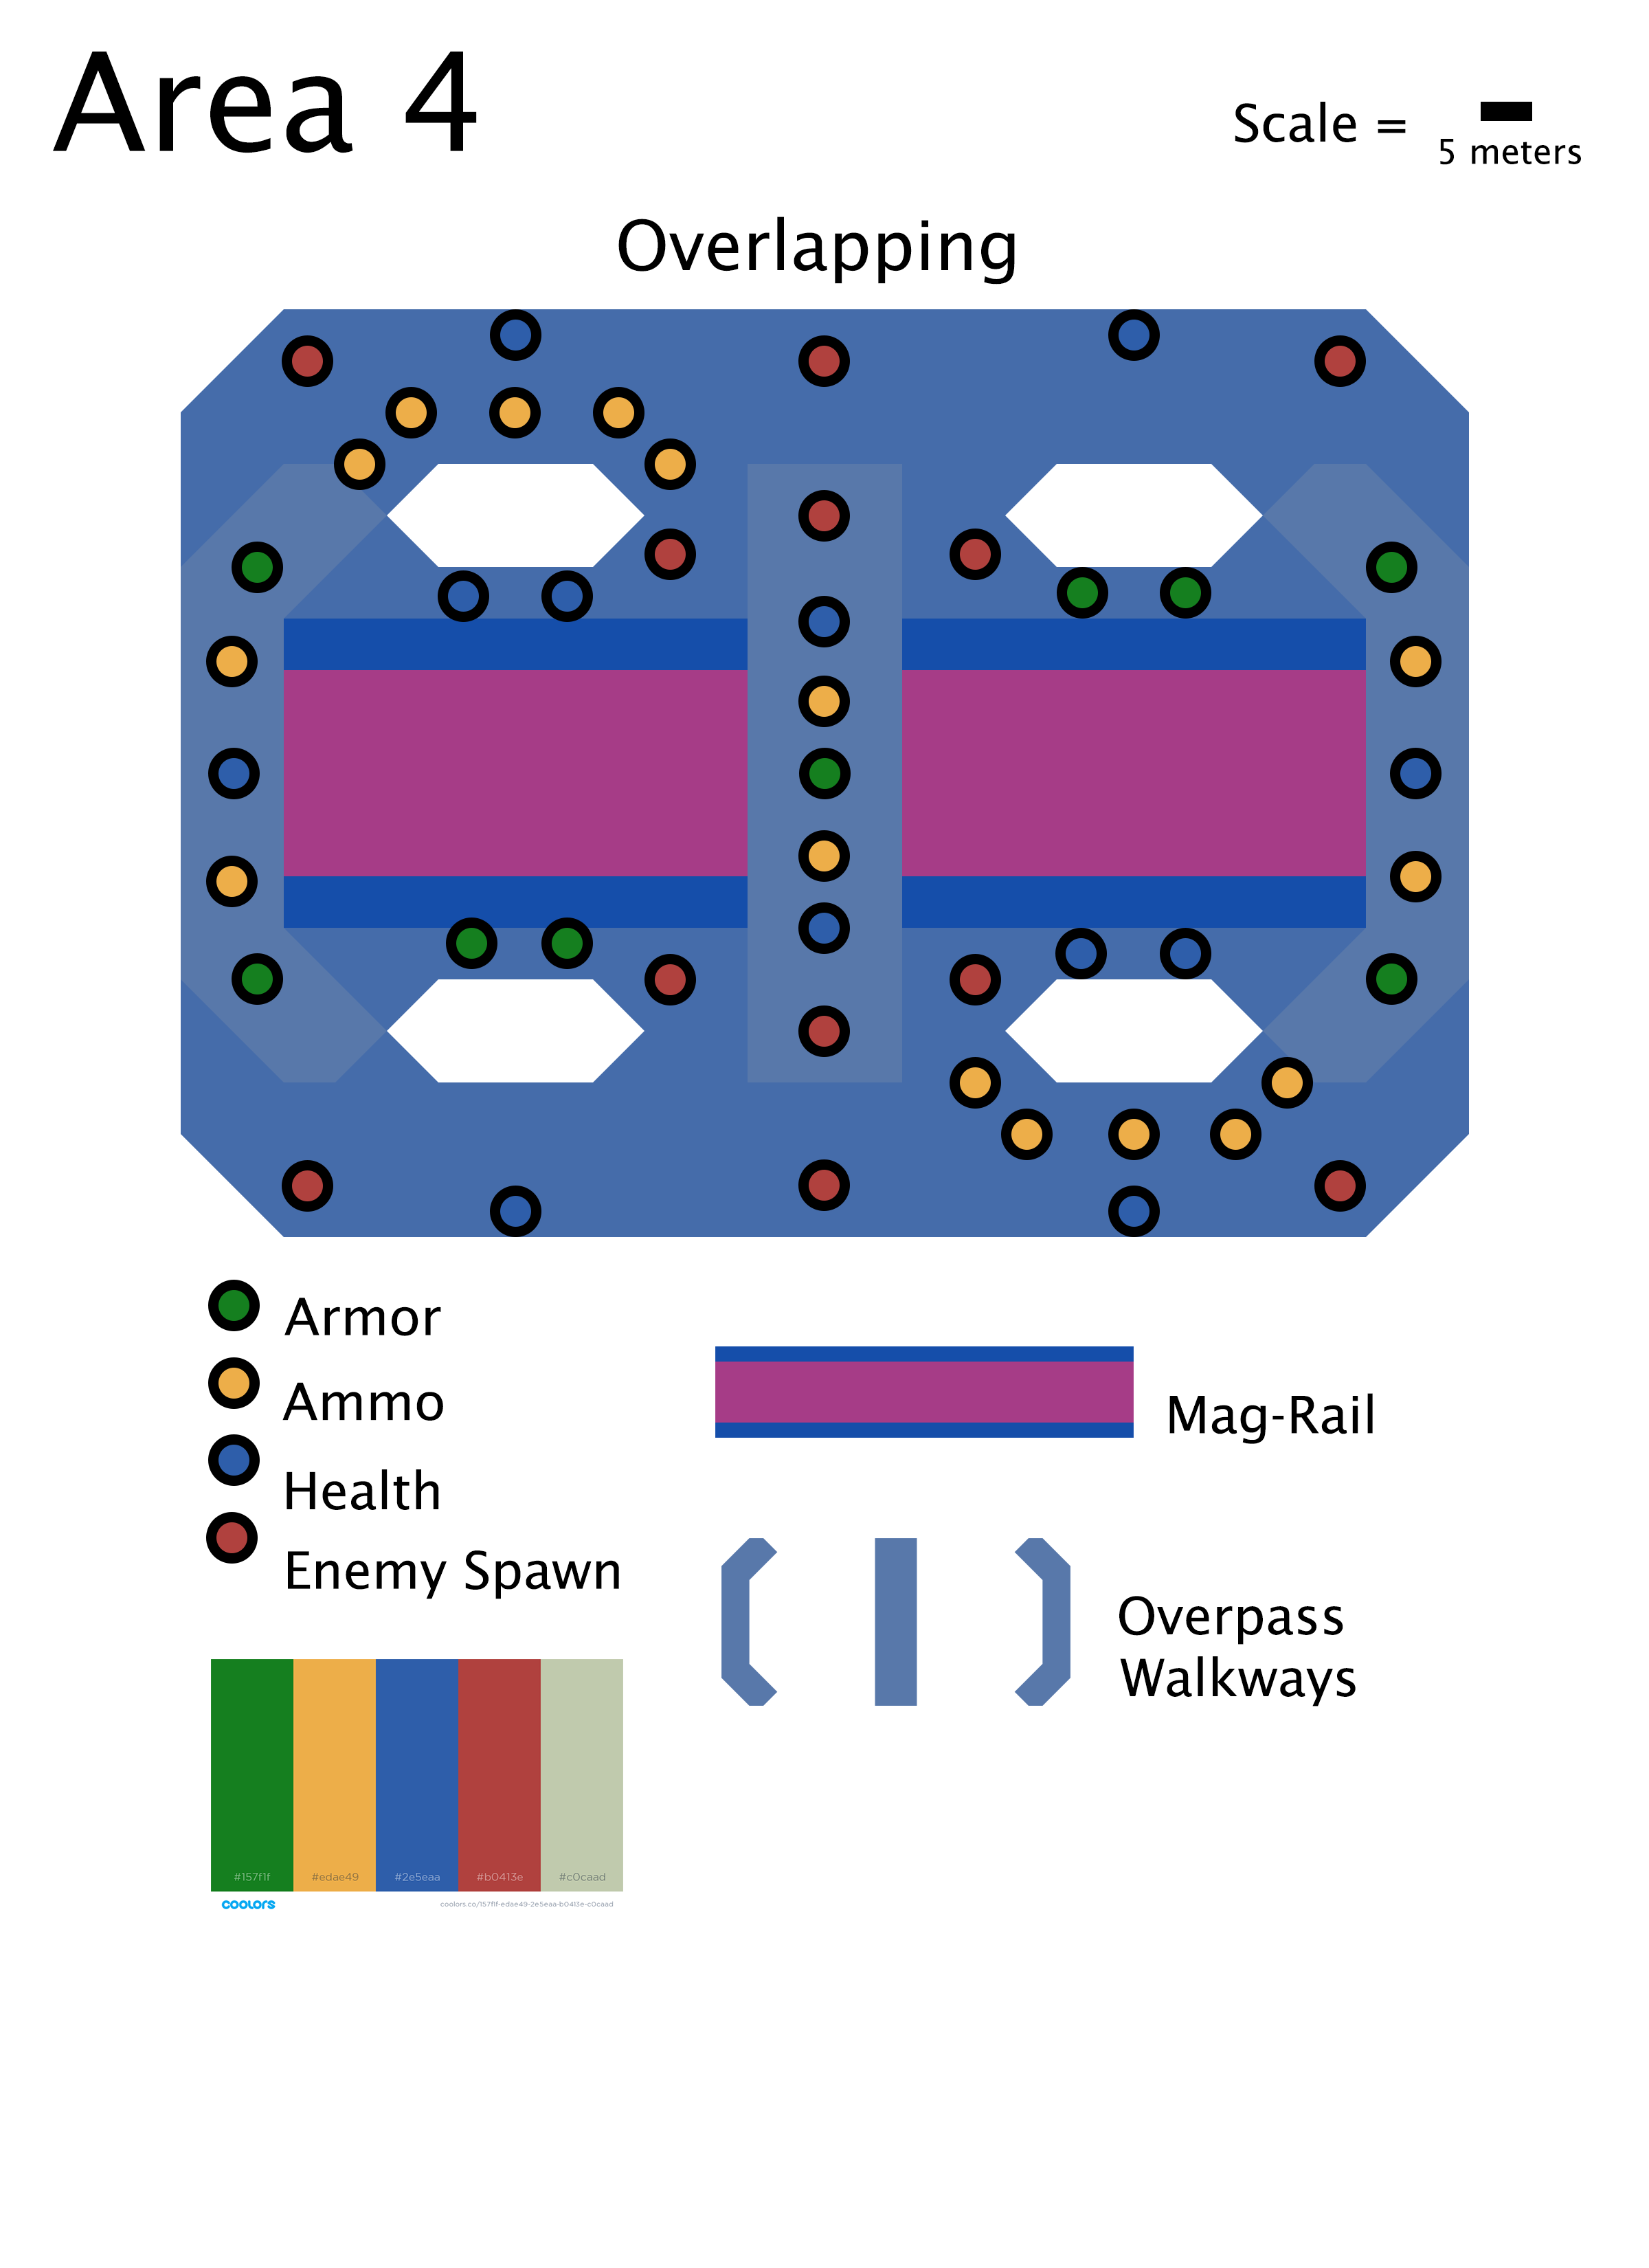 Area 4
Scale =
5 meters
Overlapping
Armor
Ammo
Health
Enemy Spawn
Mag-Rail
Overpass
Walkways
#157f1f
#edae49
#2e5eaa
#b0413e
#c0caad
coolors
coolors.co/157f1f-edae49-2e5eaa-b0413e-c0caad